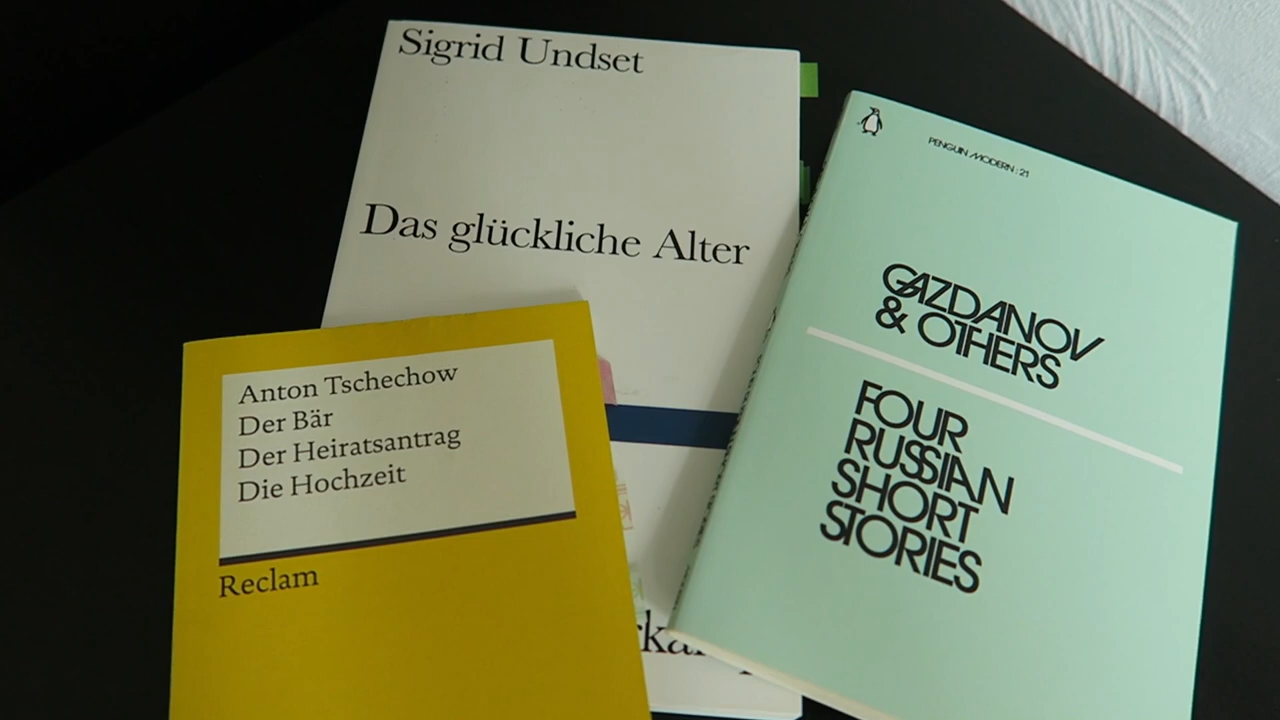 Sigrid Undset
Das glückliche Alter
Anton Tschechow
Der Bär
Der Heiratsantrag
Die Hochzeit
Reclam
PENGUIN MODERN : 21
GAZDANOV
& OTHERS
FOUR
RUSSIAN
SHORT
STORIES